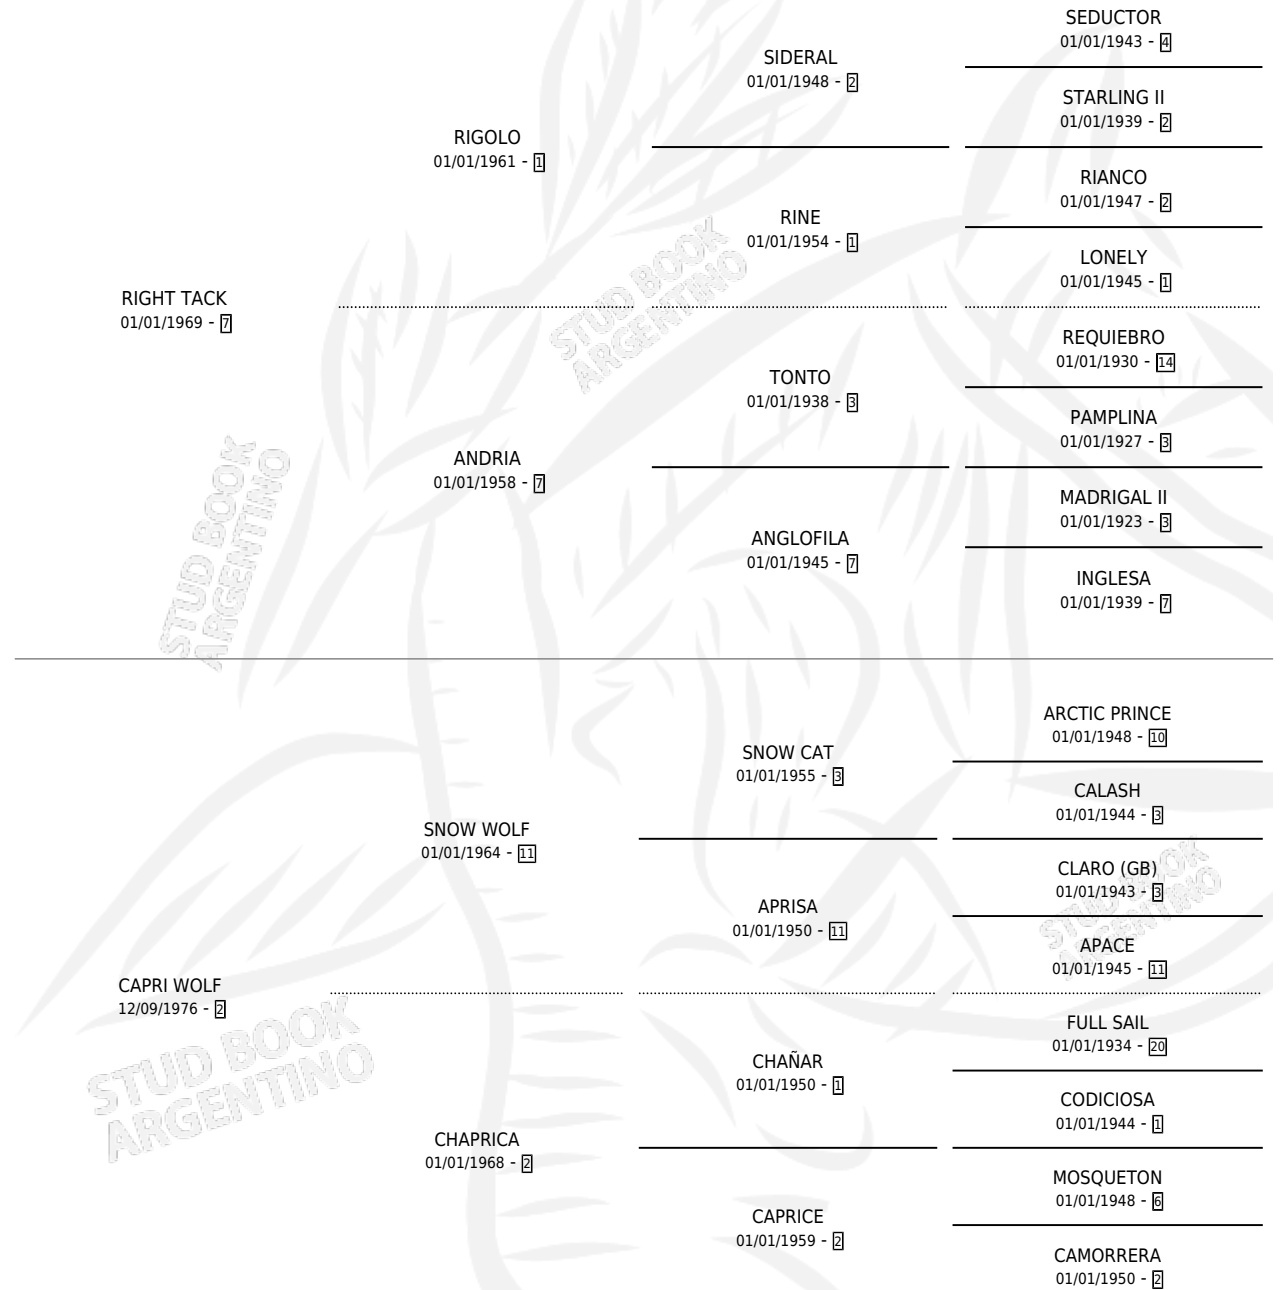 SEDUCTOR
01/01/1943 - 4
SIDERAL
01/01/1948 - 2
STARLING II
01/01/1939 - 2
RIGOLO
01/01/1961 - 1
RIANCO
01/01/1947 - 2
RINE
01/01/1954 - 1
LONELY
01/01/1945 - 1
RIGHT TACK
01/01/1969 - 7
REQUIEBRO
01/01/1930 - 14
TONTO
01/01/1938 - 3
PAMPLINA
01/01/1927 - 3
ANDRIA
01/01/1958 - 7
MADRIGAL II
01/01/1923 - 3
ANGLOFILA
01/01/1945 - 7
INGLESA
01/01/1939 - 7
ARCTIC PRINCE
01/01/1948 - 10
SNOW CAT
01/01/1955 - 3
CALASH
01/01/1944 - 3
SNOW WOLF
01/01/1964 - 11
CLARO (GB)
01/01/1943 - 3
APRISA
01/01/1950 - 11
APACE
01/01/1945 - 11
CAPRI WOLF
12/09/1976 - 2
FULL SAIL
01/01/1934 - 20
CHAÑAR
01/01/1950 - 1
CODICIOSA
01/01/1944 - 1
CHAPRICA
01/01/1968 - 2
MOSQUETON
01/01/1948 - 6
CAPRICE
01/01/1959 - 2
CAMORRERA
01/01/1950 - 2
STUD BOOK
ARGENTINO
STUD BOOK
ARGENTINO
STUD BOOK
ARGENTINO
STUD BOOK
ARGENTINO